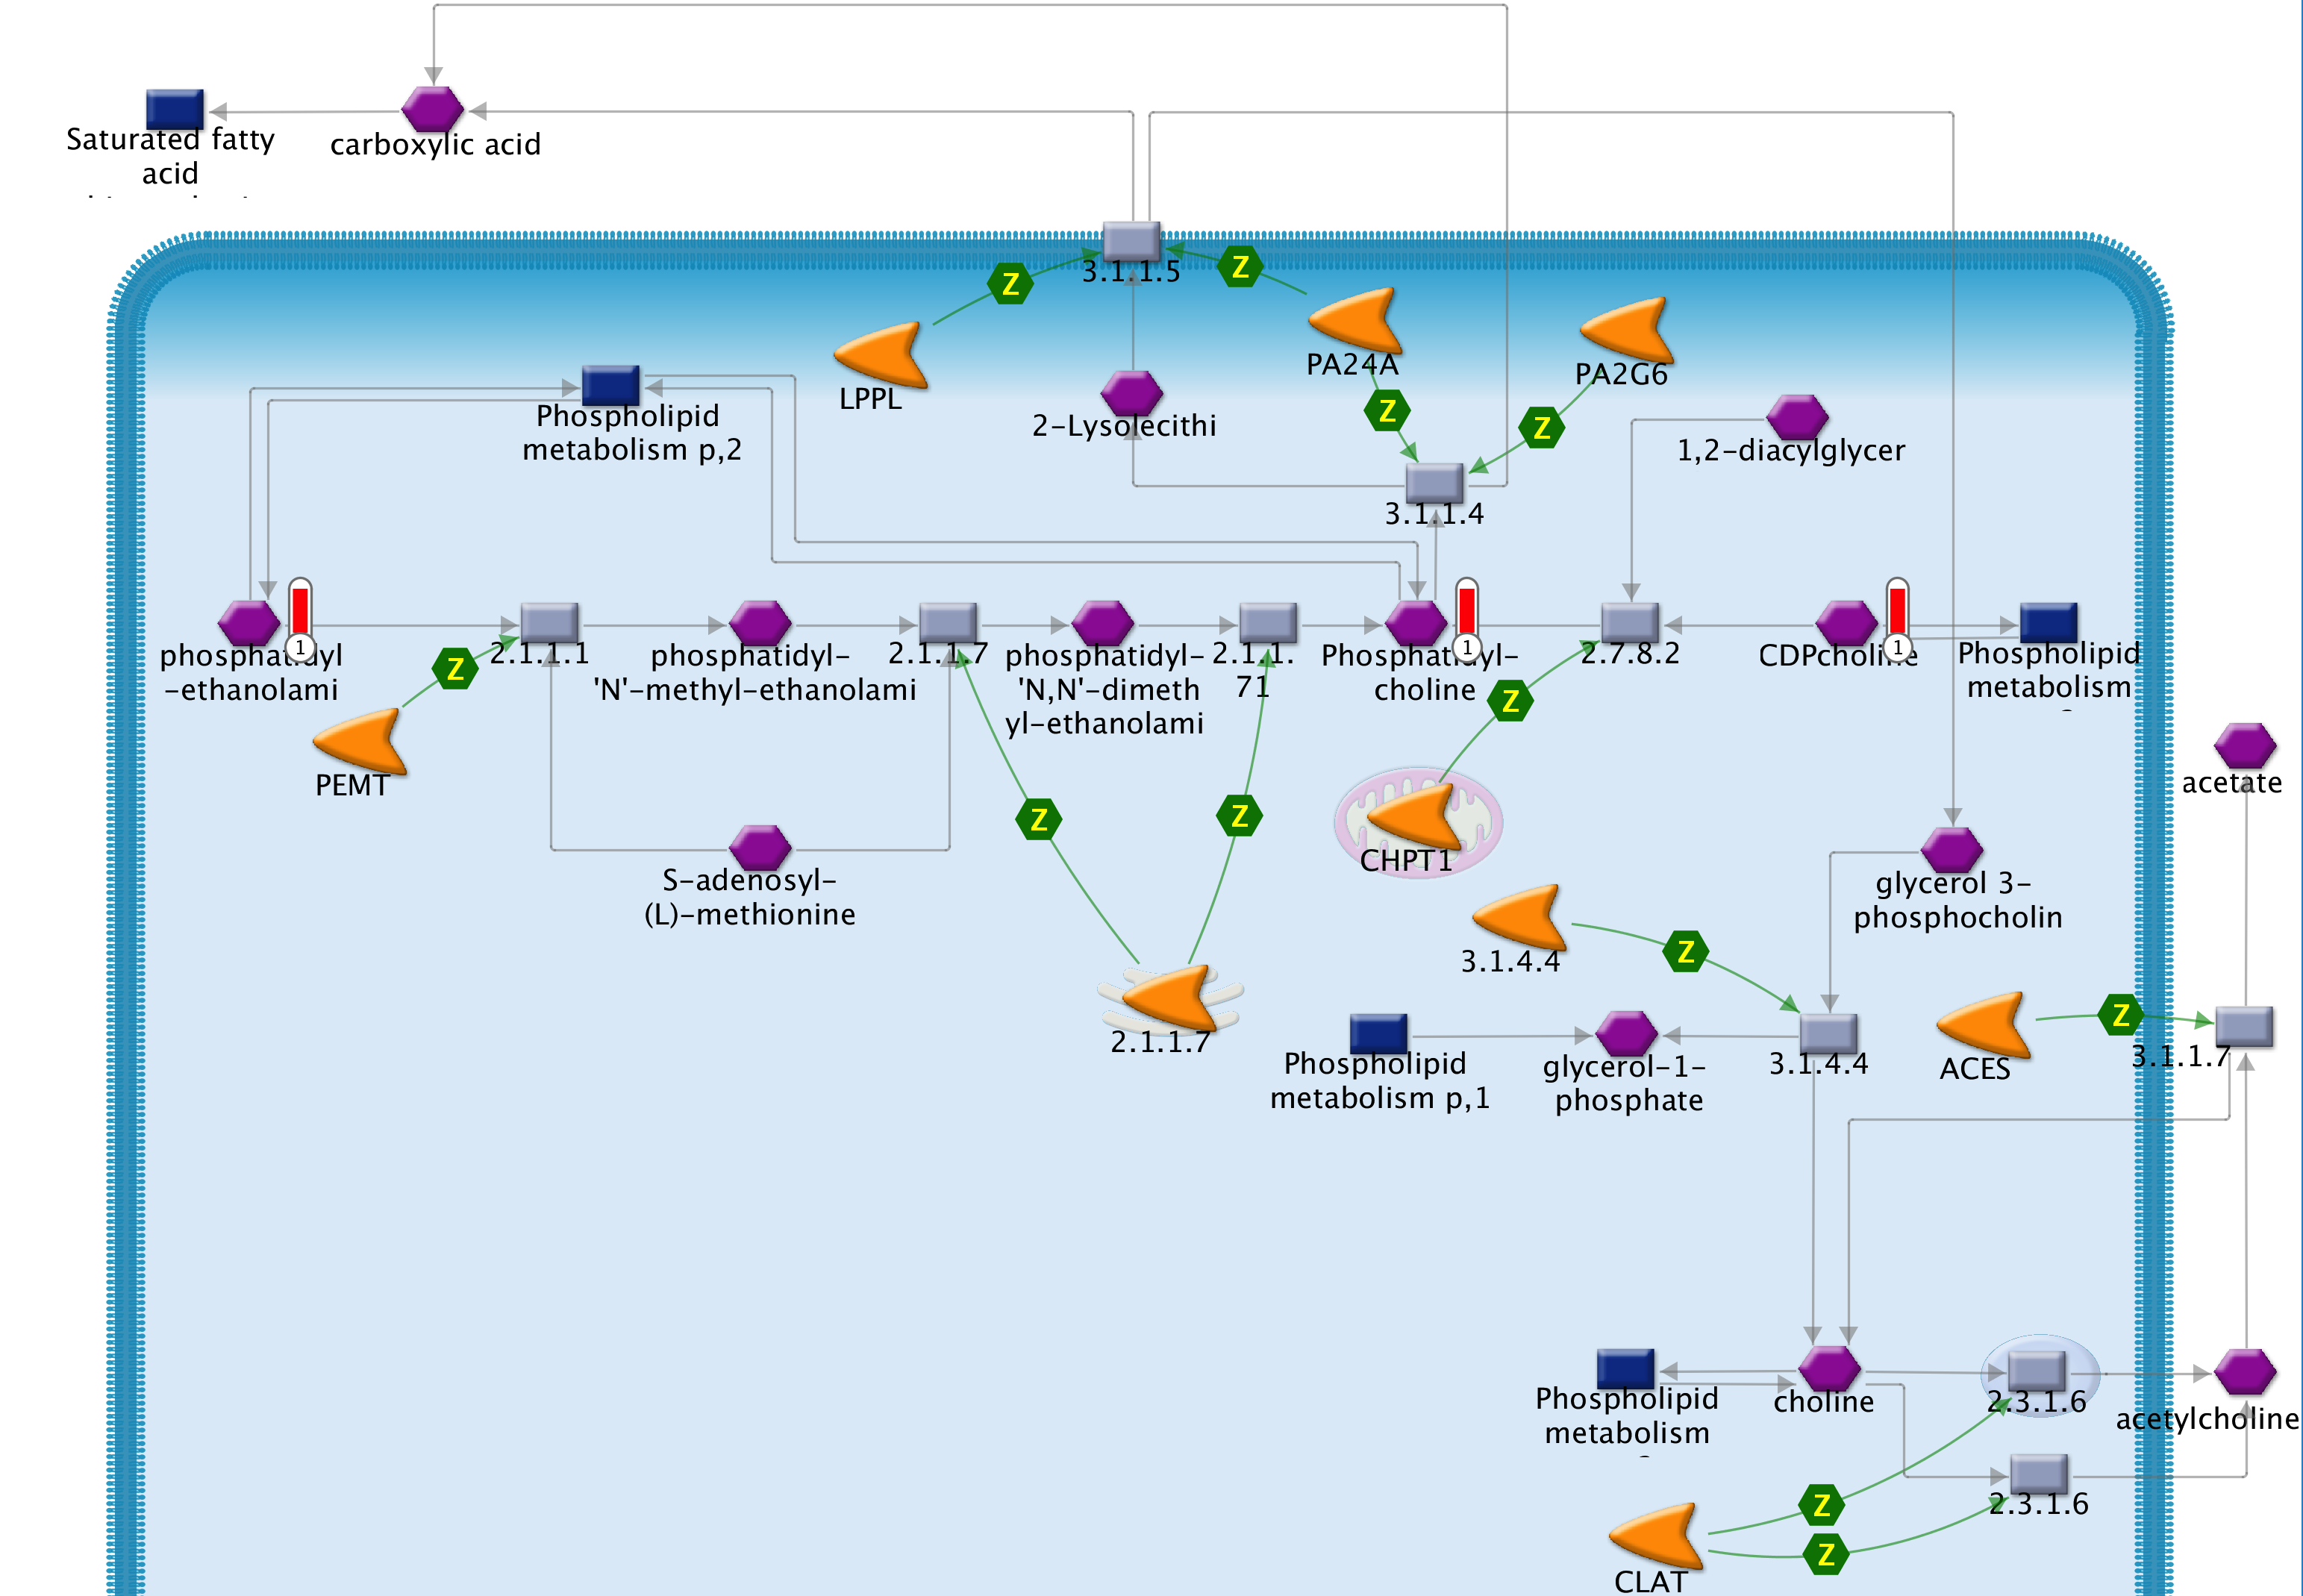 Saturated fatty
acid
carboxylic acid
Z
Z
3.1.1.5
LPPL
PA24A
PA2G6
Z
Z
Phospholipid
metabolism p,2
2-Lysolecithi
1,2-diacylglycer
3.1.1.4
1
1
1
phosphatidyl
-ethanolami
Z
2.1.1.1
phosphatidyl-
'N'-methyl-ethanolami
2.1.1.7
phosphatidyl-
'N,N'-dimeth
yl-ethanolami
2.1.1.
71
Phosphatidyl-
choline
Z
2.7.8.2
CDPcholine
Phospholipid
metabolism
PEMT
acetate
Z
Z
CHPT1
S-adenosyl-
(L)-methionine
glycerol 3-
phosphocholin
3.1.4.4
Z
2.1.1.7
Phospholipid
metabolism p,1
glycerol-1-
phosphate
3.1.4.4
ACES
Z
3.1.1.7
Phospholipid
metabolism
choline
2.3.1.6
acetylcholine
Z
2.3.1.6
Z
CLAT